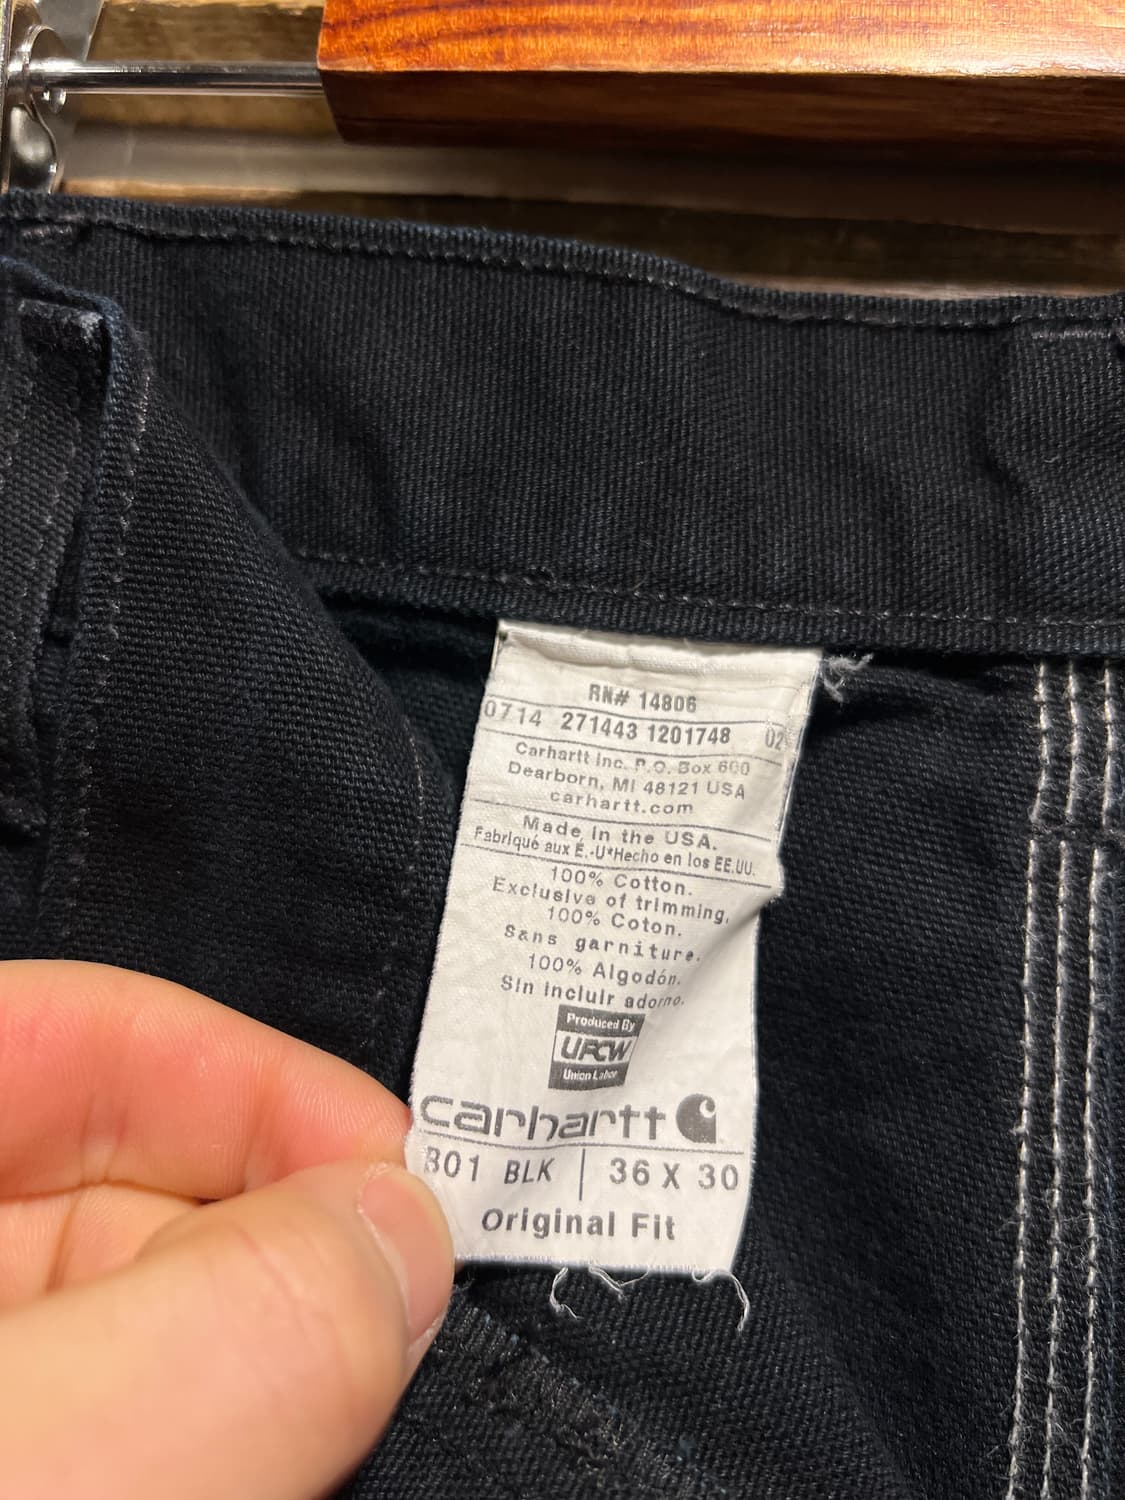 RN# 14806
0714 271443 1201748 02
Carhartt Inc. P.O. Box 600
Dearborn, MI 48121 USA
carhartt.com
Made in the USA.
Fabriqué aux É.-U*Hecho en los EE.UU.
100% Cotton.
Exclusive of trimming.
100% Coton.
Sans garniture.
100% Algodón.
Sin incluir adorno.
Produced By
UFCW
Union Labor
carhartt
B01 BLK | 36 X 30
Original Fit